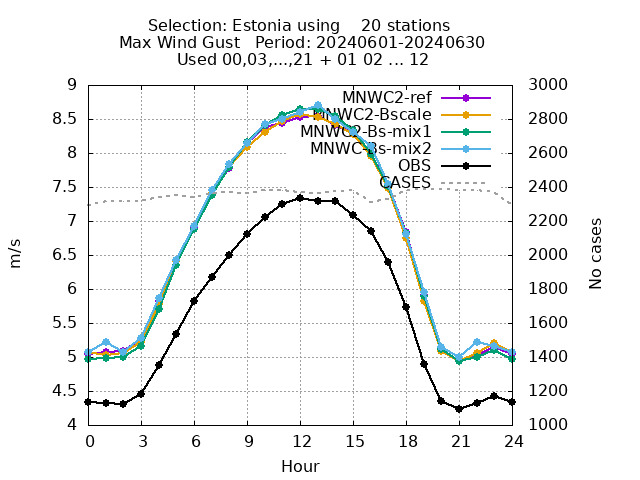 Selection: Estonia using    20 stations
Max Wind Gust   Period: 20240601-20240630
Used 00,03,...,21 + 01 02 ... 12
9
8.5
8
7.5
7
6.5
6
5.5
5
4.5
4
m/s
3000
2800
2600
2400
2200
2000
1800
1600
1400
1200
1000
No cases
MNWC2-ref
MNWC2-Bscale
MNWC2-Bs-mix1
MNWC-Bs-mix2
OBS
CASES
0 3 6 9 12 15 18 21 24
Hour